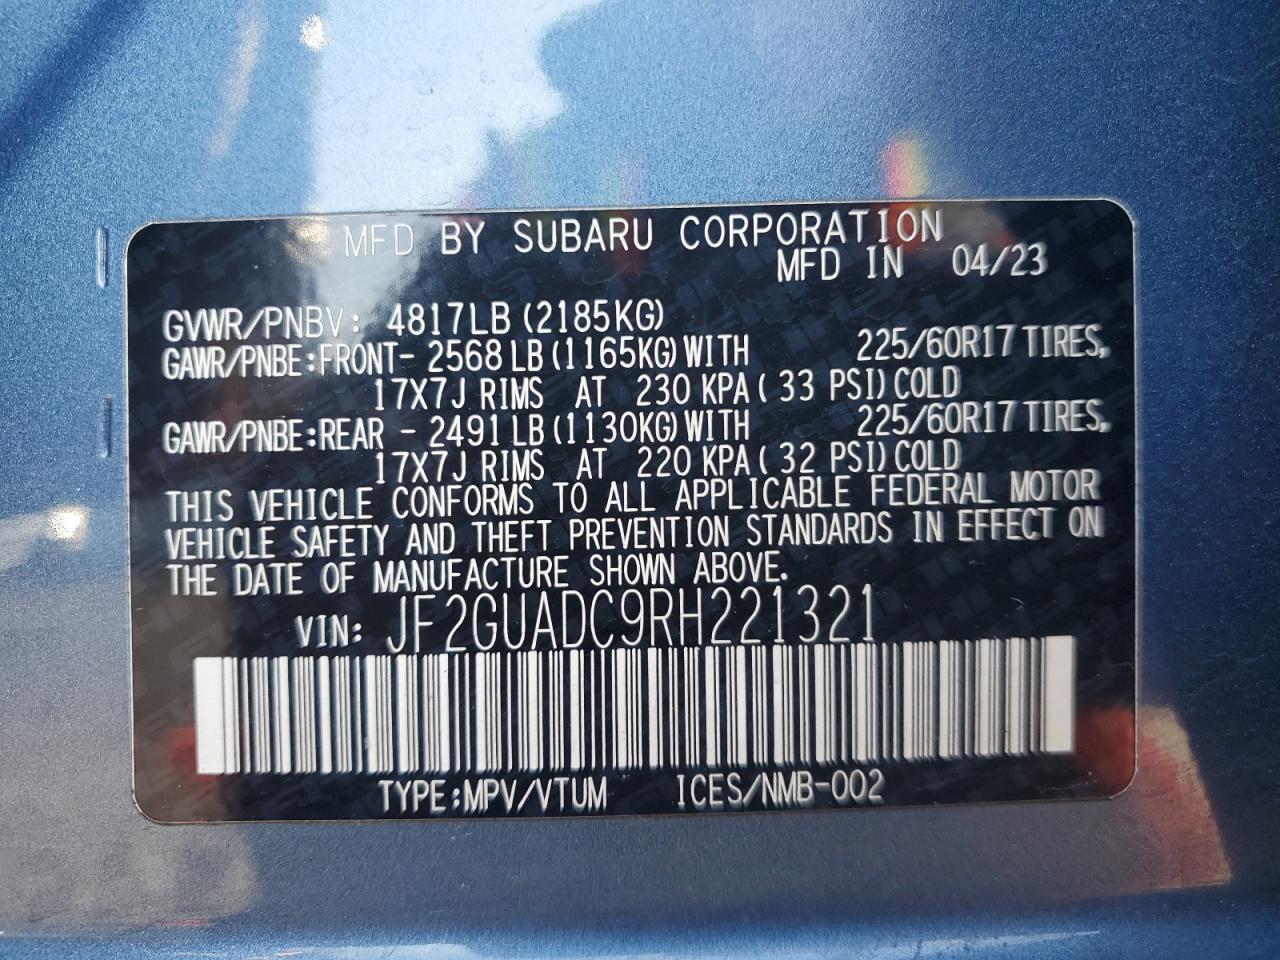 MFD BY SUBARU CORPORATION
MFD IN 04/23
GVWR/PNBV: 4817LB (2185KG)
GAWR/PNBE:FRONT- 2568 LB (1165KG) WITH 225/60R17 TIRES,
17X7J RIMS AT 230 KPA ( 33 PSI) COLD
GAWR/PNBE:REAR - 2491 LB (1130KG) WITH 225/60R17 TIRES,
17X7J RIMS AT 220 KPA ( 32 PSI) COLD
THIS VEHICLE CONFORMS TO ALL APPLICABLE FEDERAL MOTOR
VEHICLE SAFETY AND THEFT PREVENTION STANDARDS IN EFFECT ON
THE DATE OF MANUFACTURE SHOWN ABOVE.
VIN: JF2GUADC9RH221321
TYPE:MPV/VTUM ICES/NMB-002